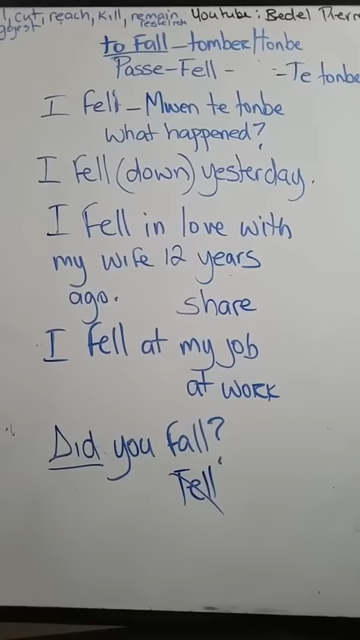 cut, reach, kill, remain Youtube: Bedel
to Fall – tomber/tonbe
Passe – Fell – = Te tonbe
I Fell – Mwen te tonbe
What happened?
I Fell (down) yesterday.
I Fell in love with
my wife 12 years
ago. share
I Fell at my job
at work
Did you Fall?
Fell